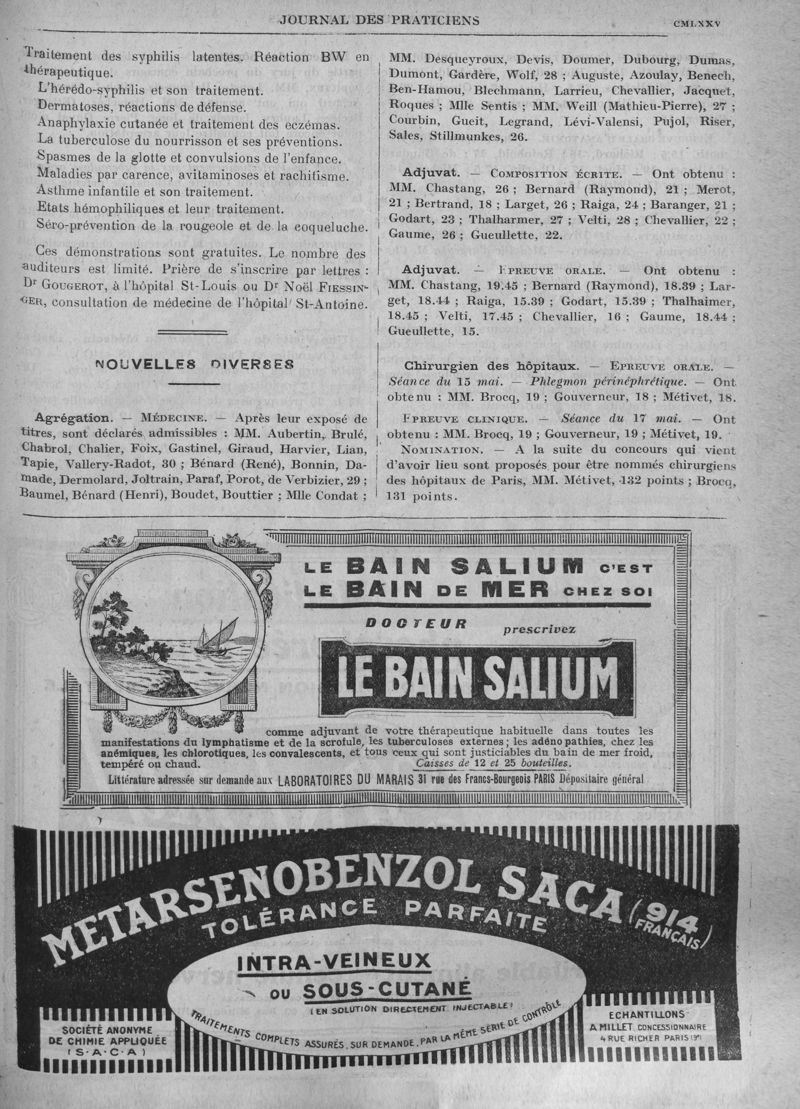 JOURNAL DES PRATICIENS
CMLXXV
Traitement des syphilis latentes. Réaction BW en
thérapeutique.
L'hérédo-syphilis et son traitement.
Dermatoses, réactions de défense.
Anaphylaxie cutanée et traitement des eczémas.
La tuberculose du nourrisson et ses préventions.
Spasmes de la glotte et convulsions de l'enfance.
Maladies par carence, avitaminoses et rachitisme.
Asthme infantile et son traitement.
Etats hémophiliques et leur traitement.
Séro-prévention de la rougeole et de la coqueluche.
Ces démonstrations sont gratuites. Le nombre des
auditeurs est limité. Prière de s'inscrire par lettres :
Dr GOUGEROT, à l'hôpital St-Louis ou Dr Noël FIESSIN-
GER, consultation de médecine de l'hôpital St-Antoine.
NOUVELLES DIVERSES
Agrégation. — MÉDECINE. — Après leur exposé de
titres, sont déclarés admissibles : MM. Aubertin, Brulé,
Chabrol, Chalier, Foix, Gastinel, Giraud, Harvier, Lian,
Tapie, Vallery-Radot, 30 ; Bénard (René), Bonnin, Da-
made, Dermolard, Joltrain, Paraf, Porot, de Verbizier, 29 ;
Baumel, Bénard (Henri), Boudet, Bouttier ; Mlle Condat ;
MM. Desqueyroux, Devis, Doumer, Dubourg, Dumas,
Dumont, Gardère, Wolf, 28 ; Auguste, Azoulay, Benech,
Ben-Hamou, Blechmann, Larrieu, Chevallier, Jacquet,
Roques ; Mlle Sentis ; MM. Weill (Mathieu-Pierre), 27 ;
Courbin, Gueit, Legrand, Lévi-Valensi, Pujol, Riser,
Sales, Stillmunkes, 26.
Adjuvat. — COMPOSITION ÉCRITE. — Ont obtenu :
MM. Chastang, 26 ; Bernard (Raymond), 21 ; Merot,
21 ; Bertrand, 18 ; Larget, 26 ; Raiga, 24 ; Baranger, 21 ;
Godart, 23 ; Thalharmer, 27 ; Velti, 28 ; Chevallier, 22 ;
Gaume, 26 ; Gueullette, 22.
Adjuvat. — EPREUVE ORALE. — Ont obtenu :
MM. Chastang, 19.45 ; Bernard (Raymond), 18.39 ; Lar-
get, 18.44 ; Raiga, 15.39 ; Godart, 15.39 ; Thalhaimer,
18.45 ; Velti, 17.45 ; Chevallier, 16 ; Gaume, 18.44 ;
Gueullette, 15.
Chirurgien des hôpitaux. — EPREUVE ORALE. —
Séance du 15 mai. — Phlegmon périnéphrétique. — Ont
obtenu : MM. Brocq, 19 ; Gouverneur, 18 ; Métivet, 18.
EPREUVE CLINIQUE. — Séance du 17 mai. — Ont
obtenu : MM. Brocq, 19 ; Gouverneur, 19 ; Métivet, 19.
NOMINATION. — A la suite du concours qui vient
d'avoir lieu sont proposés pour être nommés chirurgiens
des hôpitaux de Paris, MM. Métivet, 132 points ; Brocq,
131 points.
LE BAIN SALIUM C'EST
LE BAIN DE MER CHEZ SOI
DOCTEUR
prescrivez
LE BAIN SALIUM
comme adjuvant de votre thérapeutique habituelle dans toutes les
manifestations du lymphatisme et de la scrofule, les tuberculoses externes ; les adénopathies, chez les
anémiques, les chlorotiques, les convalescents, et tous ceux qui sont justiciables du bain de mer froid,
tempéré ou chaud. Caisses de 12 et 25 bouteilles.
Littérature adressée sur demande aux LABORATOIRES DU MARAIS 31 rue des Francs-Bourgeois PARIS Dépositaire général
METARSENOBENZOL SACA (914 FRANÇAIS)
TOLÉRANCE PARFAITE
INTRA-VEINEUX
OU SOUS-CUTANÉ
(EN SOLUTION DIRECTEMENT INJECTABLE)
TRAITEMENTS COMPLETS ASSURÉS, SUR DEMANDE, PAR LA MÊME SÉRIE DE CONTRÔLE
SOCIÉTÉ ANONYME
DE CHIMIE APPLIQUÉE
(S.A.C.A)
ECHANTILLONS
A MILLET, CONCESSIONNAIRE
4 RUE RICHER PARIS